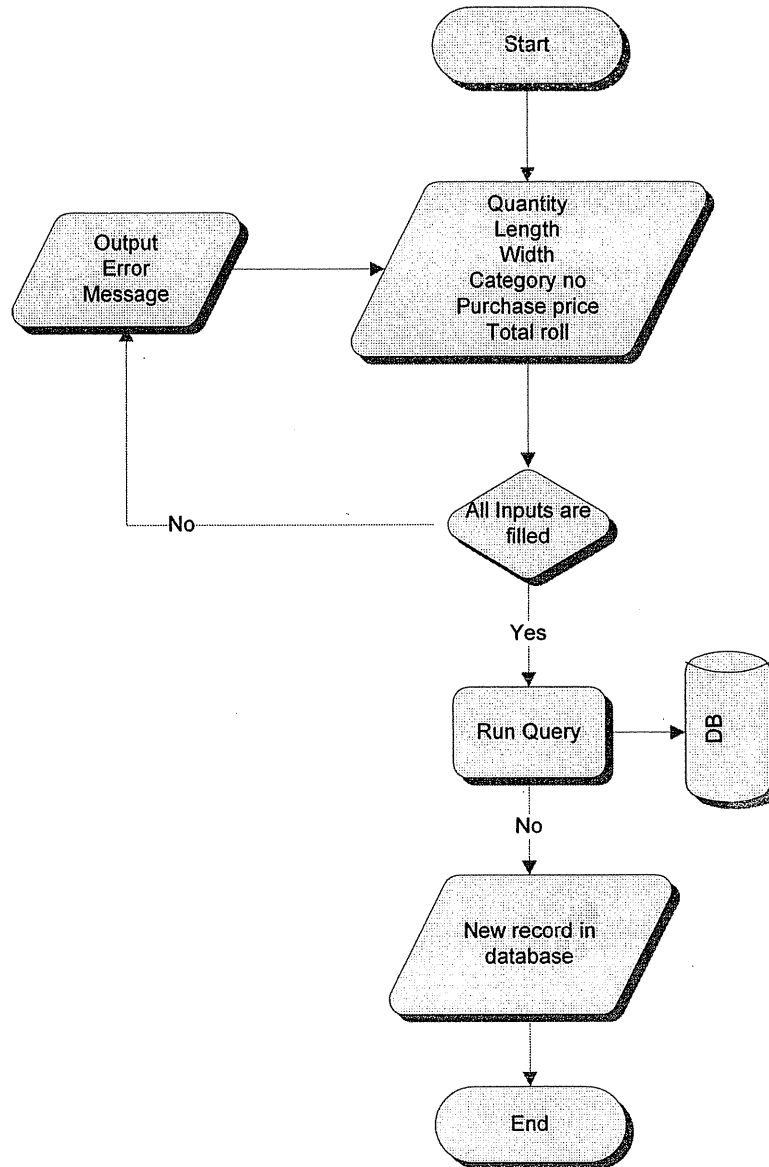 Start
Quantity
Length
Width
Category no
Purchase price
Total roll
Output
Error
Message
All Inputs are
filled
No
Yes
Run Query
DB
No
New record in
database
End